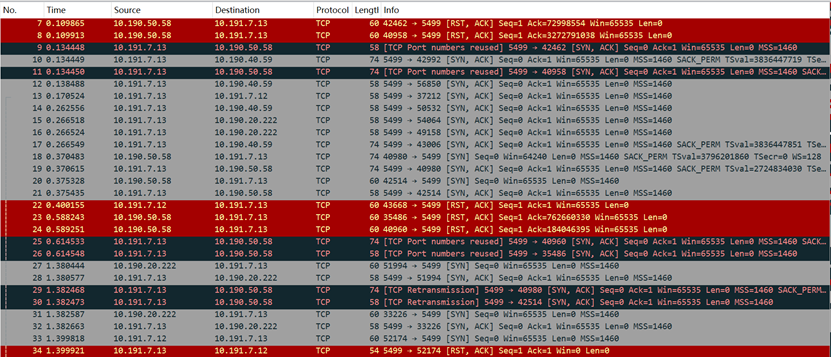 No. Time Source Destination Protocol Length Info
7 0.109865 10.190.50.58 10.191.7.13 TCP 60 42462 → 5499 [RST, ACK] Seq=1 Ack=72998554 Win=65535 Len=0
8 0.109913 10.190.50.58 10.191.7.13 TCP 60 40958 → 5499 [RST, ACK] Seq=1 Ack=3272791038 Win=65535 Len=0
9 0.134448 10.191.7.13 10.190.50.58 TCP 58 [TCP Port numbers reused] 5499 → 42462 [SYN, ACK] Seq=0 Ack=1 Win=65535 Len=0 MSS=1460
10 0.134449 10.191.7.13 10.190.40.59 TCP 74 5499 → 42992 [SYN, ACK] Seq=0 Ack=1 Win=65535 Len=0 MSS=1460 SACK_PERM TSval=3836447719 TSe…
11 0.134450 10.191.7.13 10.190.50.58 TCP 74 [TCP Port numbers reused] 5499 → 40958 [SYN, ACK] Seq=0 Ack=1 Win=65535 Len=0 MSS=1460 SACK…
12 0.138488 10.191.7.13 10.190.40.59 TCP 58 5499 → 56850 [SYN, ACK] Seq=0 Ack=1 Win=65535 Len=0 MSS=1460
13 0.170524 10.191.7.13 10.191.7.12 TCP 58 5499 → 37212 [SYN, ACK] Seq=0 Ack=1 Win=65535 Len=0 MSS=1460
14 0.262556 10.191.7.13 10.190.40.59 TCP 58 5499 → 50532 [SYN, ACK] Seq=0 Ack=1 Win=65535 Len=0 MSS=1460
15 0.266518 10.191.7.13 10.190.20.222 TCP 58 5499 → 54064 [SYN, ACK] Seq=0 Ack=1 Win=65535 Len=0 MSS=1460
16 0.266524 10.191.7.13 10.190.20.222 TCP 58 5499 → 49158 [SYN, ACK] Seq=0 Ack=1 Win=65535 Len=0 MSS=1460
17 0.266549 10.191.7.13 10.190.40.59 TCP 74 5499 → 43006 [SYN, ACK] Seq=0 Ack=1 Win=65535 Len=0 MSS=1460 SACK_PERM TSval=3836447851 TSe…
18 0.370483 10.190.50.58 10.191.7.13 TCP 74 40980 → 5499 [SYN] Seq=0 Win=64240 Len=0 MSS=1460 SACK_PERM TSval=3796201860 TSecr=0 WS=128
19 0.370615 10.191.7.13 10.190.50.58 TCP 74 5499 → 40980 [SYN, ACK] Seq=0 Ack=1 Win=65535 Len=0 MSS=1460 SACK_PERM TSval=2724834030 TSe…
20 0.375328 10.190.50.58 10.191.7.13 TCP 60 42514 → 5499 [SYN] Seq=0 Win=65535 Len=0 MSS=1460
21 0.375435 10.191.7.13 10.190.50.58 TCP 58 5499 → 42514 [SYN, ACK] Seq=0 Ack=1 Win=65535 Len=0 MSS=1460
22 0.400155 10.191.7.12 10.191.7.13 TCP 60 43668 → 5499 [RST, ACK] Seq=1 Ack=1 Win=65535 Len=0
23 0.588243 10.190.50.58 10.191.7.13 TCP 60 35486 → 5499 [RST, ACK] Seq=1 Ack=762660330 Win=65535 Len=0
24 0.589251 10.190.50.58 10.191.7.13 TCP 60 40960 → 5499 [RST, ACK] Seq=1 Ack=184046395 Win=65535 Len=0
25 0.614533 10.191.7.13 10.190.50.58 TCP 74 [TCP Port numbers reused] 5499 → 40960 [SYN, ACK] Seq=0 Ack=1 Win=65535 Len=0 MSS=1460 SACK…
26 0.614548 10.191.7.13 10.190.50.58 TCP 58 [TCP Port numbers reused] 5499 → 35486 [SYN, ACK] Seq=0 Ack=1 Win=65535 Len=0 MSS=1460
27 1.380444 10.190.20.222 10.191.7.13 TCP 60 51994 → 5499 [SYN] Seq=0 Win=65535 Len=0 MSS=1460
28 1.380577 10.191.7.13 10.190.20.222 TCP 58 5499 → 51994 [SYN, ACK] Seq=0 Ack=1 Win=65535 Len=0 MSS=1460
29 1.382468 10.191.7.13 10.190.50.58 TCP 74 [TCP Retransmission] 5499 → 40980 [SYN, ACK] Seq=0 Ack=1 Win=65535 Len=0 MSS=1460 SACK_PERM…
30 1.382473 10.191.7.13 10.190.50.58 TCP 58 [TCP Retransmission] 5499 → 42514 [SYN, ACK] Seq=0 Ack=1 Win=65535 Len=0 MSS=1460
31 1.382587 10.190.20.222 10.191.7.13 TCP 60 33226 → 5499 [SYN] Seq=0 Win=65535 Len=0 MSS=1460
32 1.382663 10.191.7.13 10.190.20.222 TCP 58 5499 → 33226 [SYN, ACK] Seq=0 Ack=1 Win=65535 Len=0 MSS=1460
33 1.399818 10.191.7.12 10.191.7.13 TCP 60 52174 → 5499 [SYN] Seq=0 Win=65535 Len=0 MSS=1460
34 1.399921 10.191.7.13 10.191.7.12 TCP 54 5499 → 52174 [RST, ACK] Seq=1 Ack=1 Win=0 Len=0